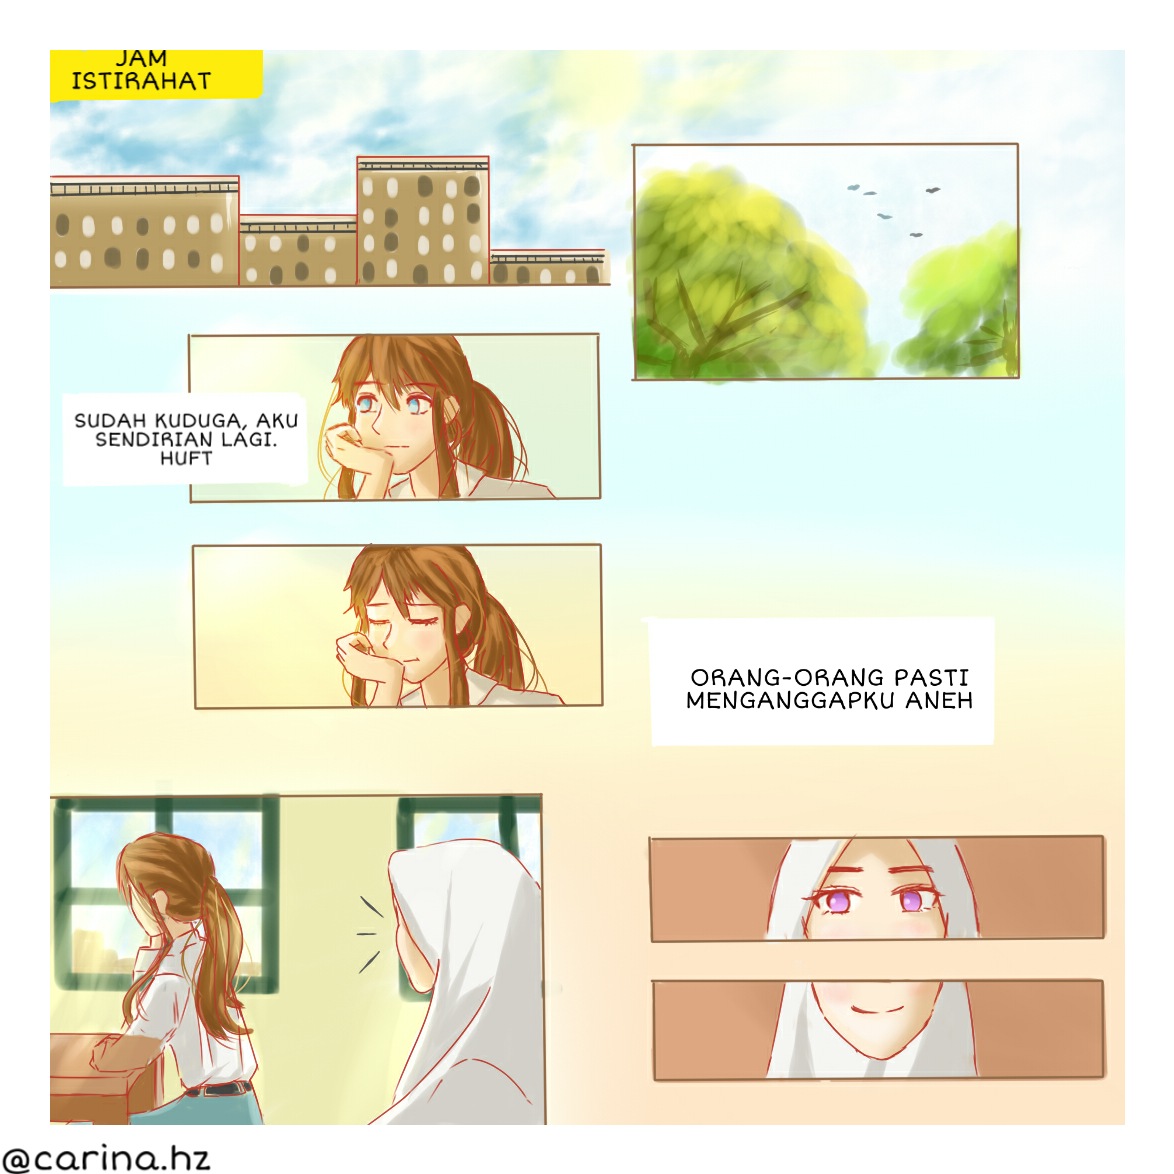 JAM
ISTIRAHAT
SUDAH KUDUGA, AKU
SENDIRIAN LAGI.
HUFT
ORANG-ORANG PASTI
MENGANGGAPKU ANEH
@carina.hz